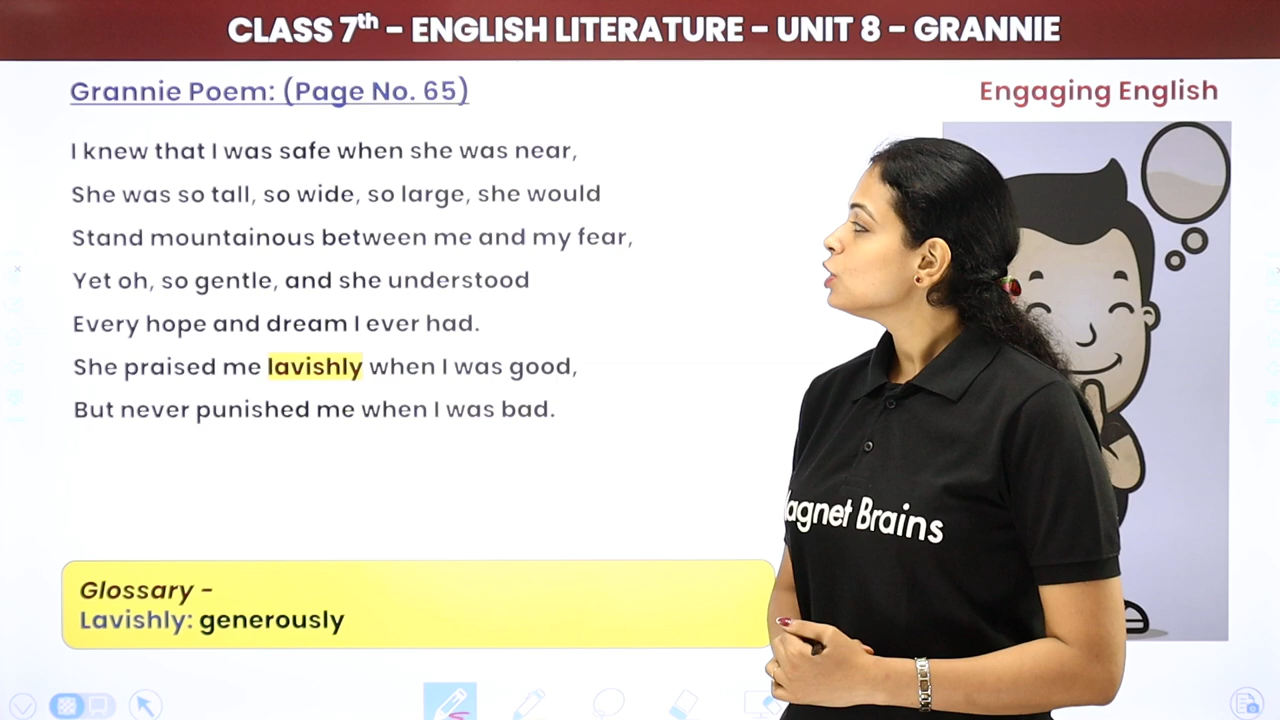 CLASS 7th - ENGLISH LITERATURE - UNIT 8 - GRANNIE
Grannie Poem: (Page No. 65)
Engaging English
I knew that I was safe when she was near,
She was so tall, so wide, so large, she would
Stand mountainous between me and my fear,
Yet oh, so gentle, and she understood
Every hope and dream I ever had.
She praised me lavishly when I was good,
But never punished me when I was bad.
agnet Brains
Glossary -
Lavishly: generously